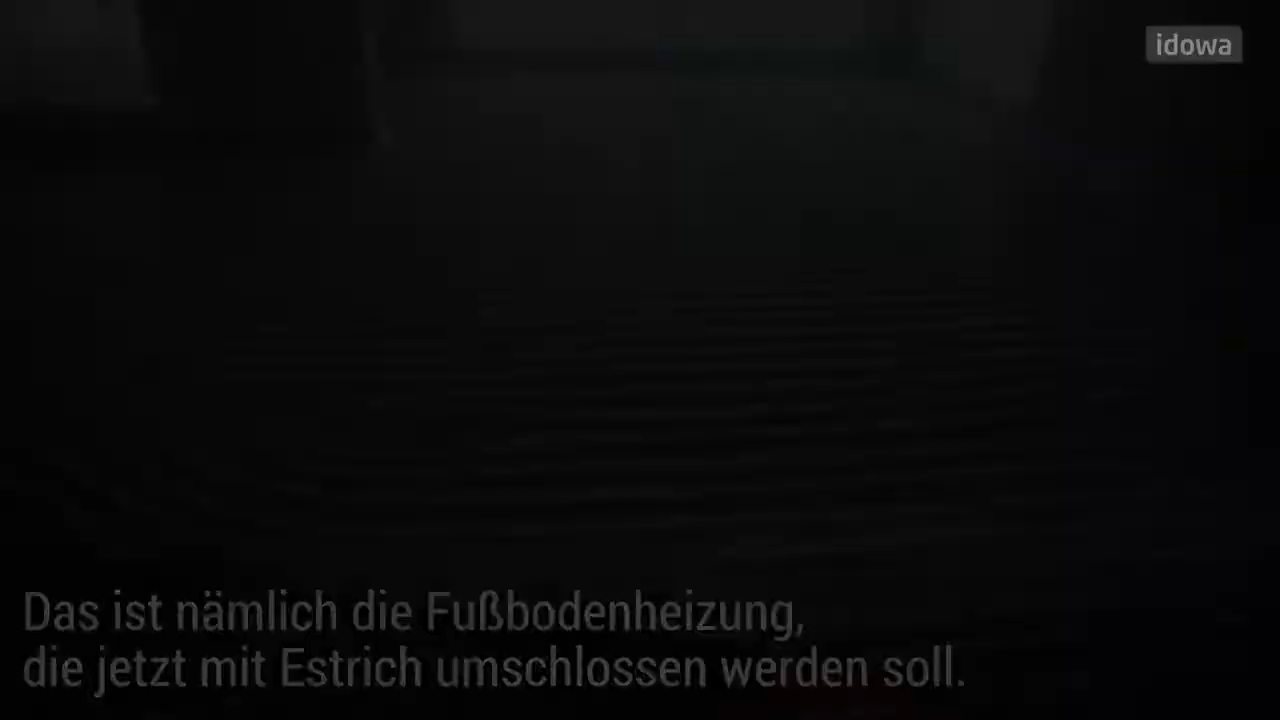 idowa
Das ist nämlich die Fußbodenheizung,
die jetzt mit Estrich umschlossen werden soll.